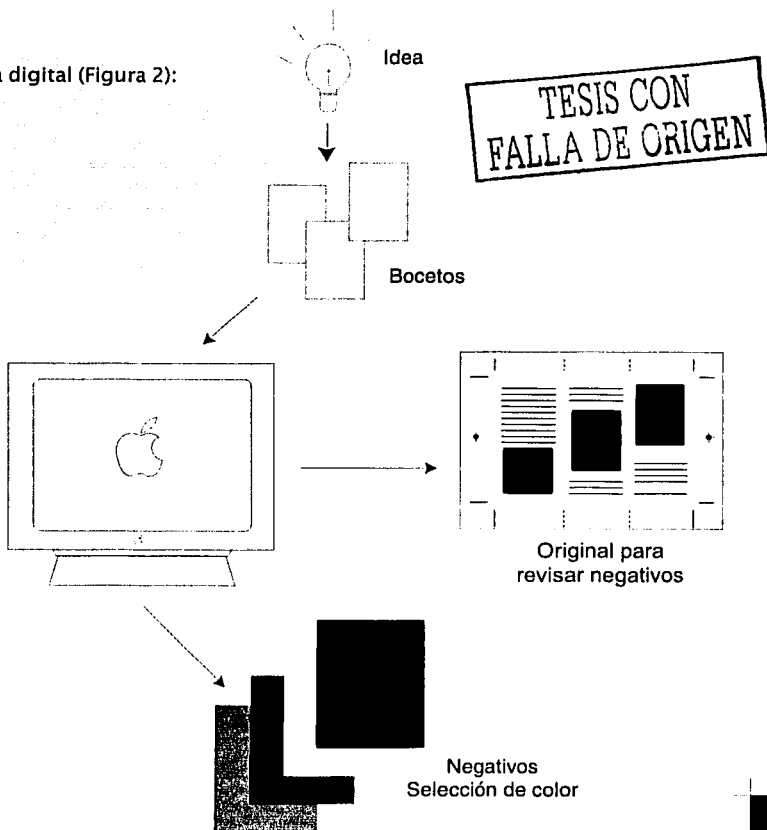 digital (Figura 2):
Idea
TESIS CON
FALLA DE ORIGEN
Bocetos
Original para
revisar negativos
Negativos
Selección de color